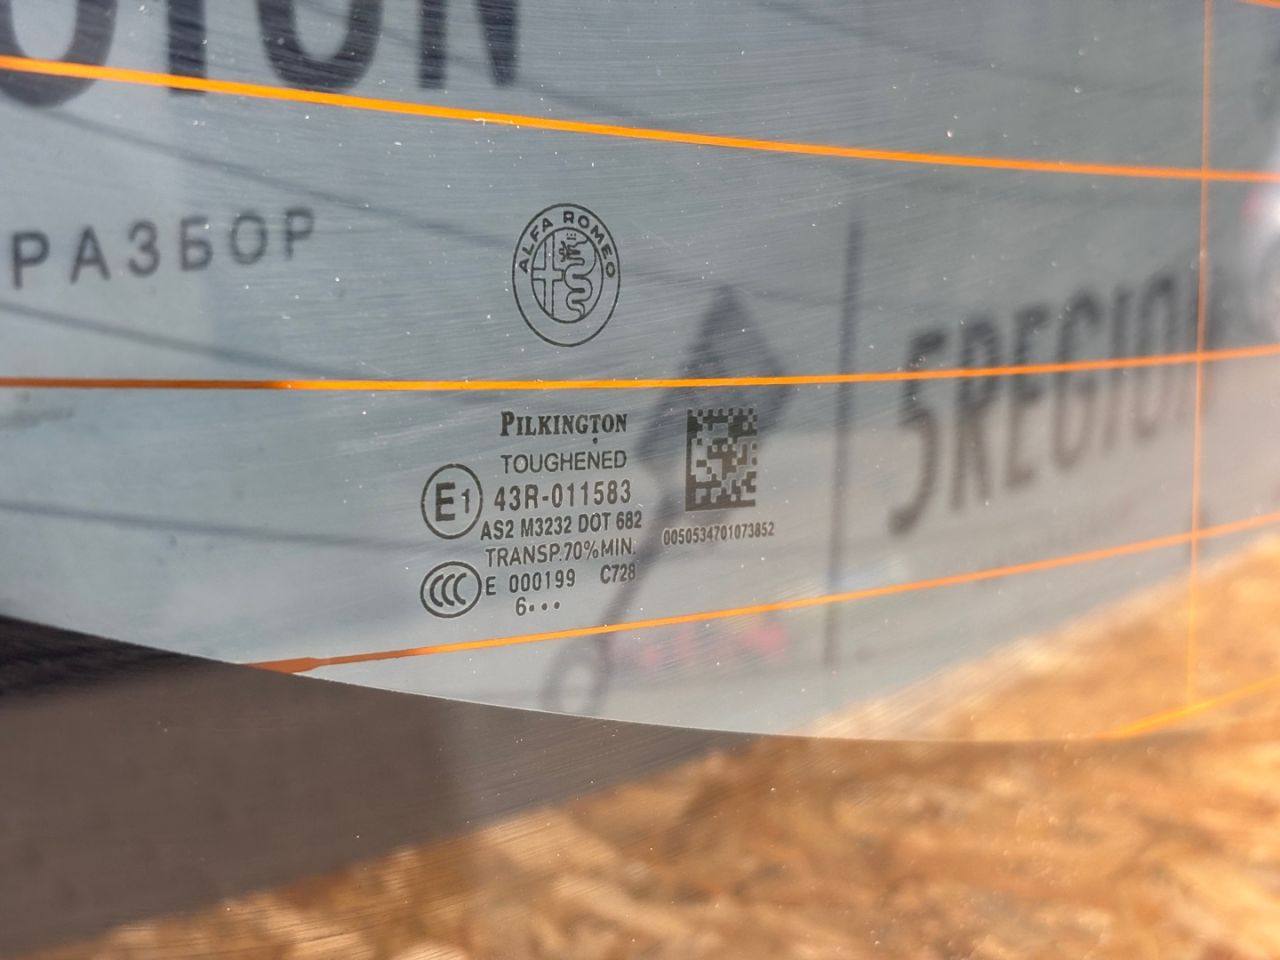 РАЗБОР
ALFA ROMEO
5REGION
PILKINGTON
TOUGHENED
E1 43R-011583
AS2 M3232 DOT 682
0050534701073852
TRANSP.70%MIN.
CCC E 000199 C728
6•••